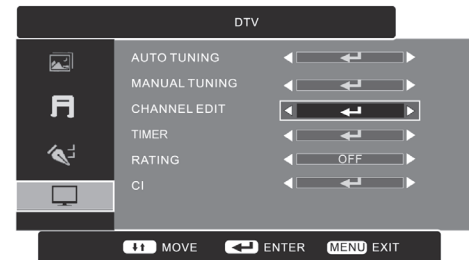 DTV
AUTO TUNING
MANUAL TUNING
CHANNEL EDIT
TIMER
RATING OFF
CI
MOVE ENTER MENU EXIT